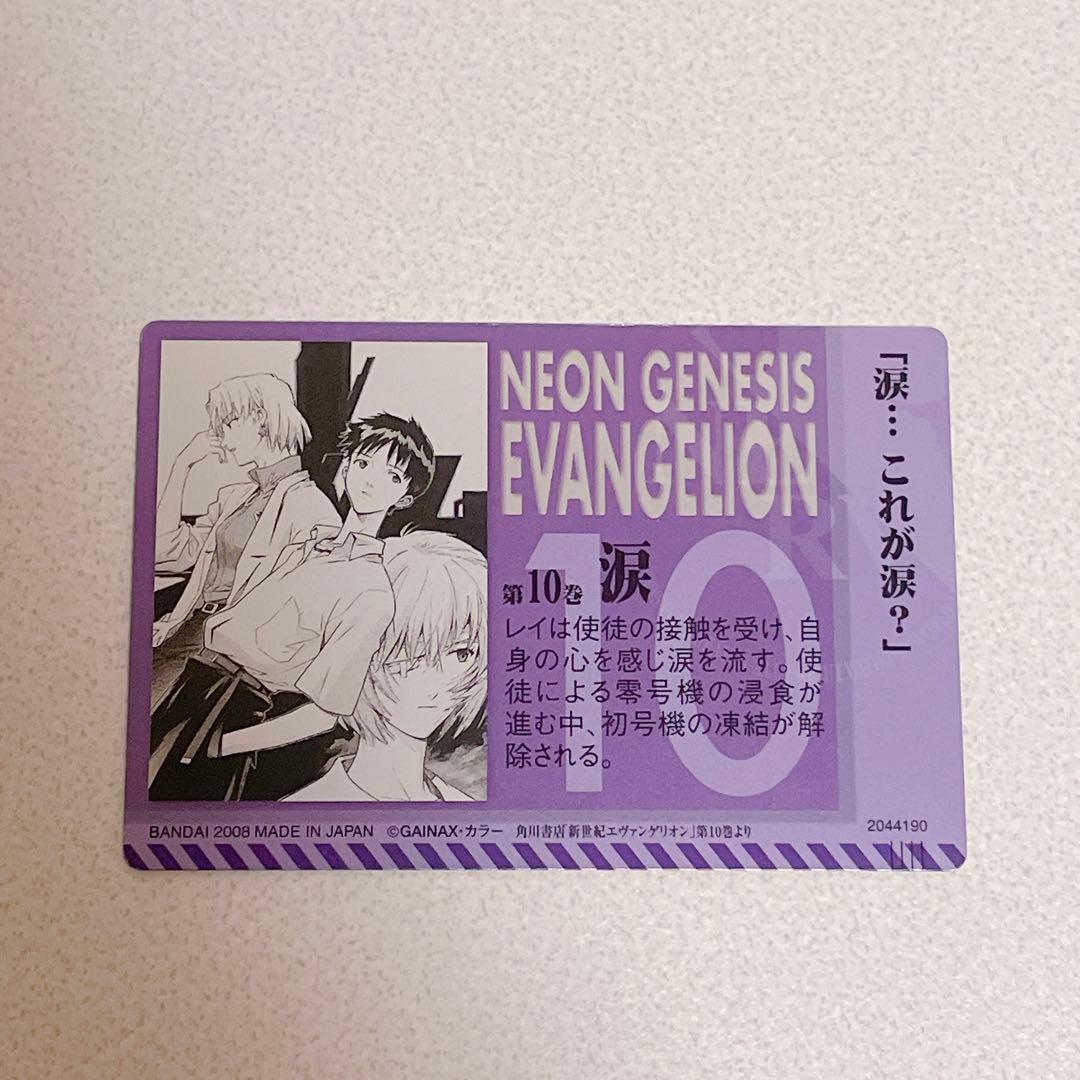 NEON GENESIS
EVANGELION
「涙… これが涙？」
第10巻 涙
10
レイは使徒の接触を受け、自
身の心を感じ涙を流す。使
徒による零号機の浸食が
進む中、初号機の凍結が解
除される。
BANDAI 2008 MADE IN JAPAN ©GAINAX・カラー 角川書店「新世紀エヴァンゲリオン」第10巻より
2044190